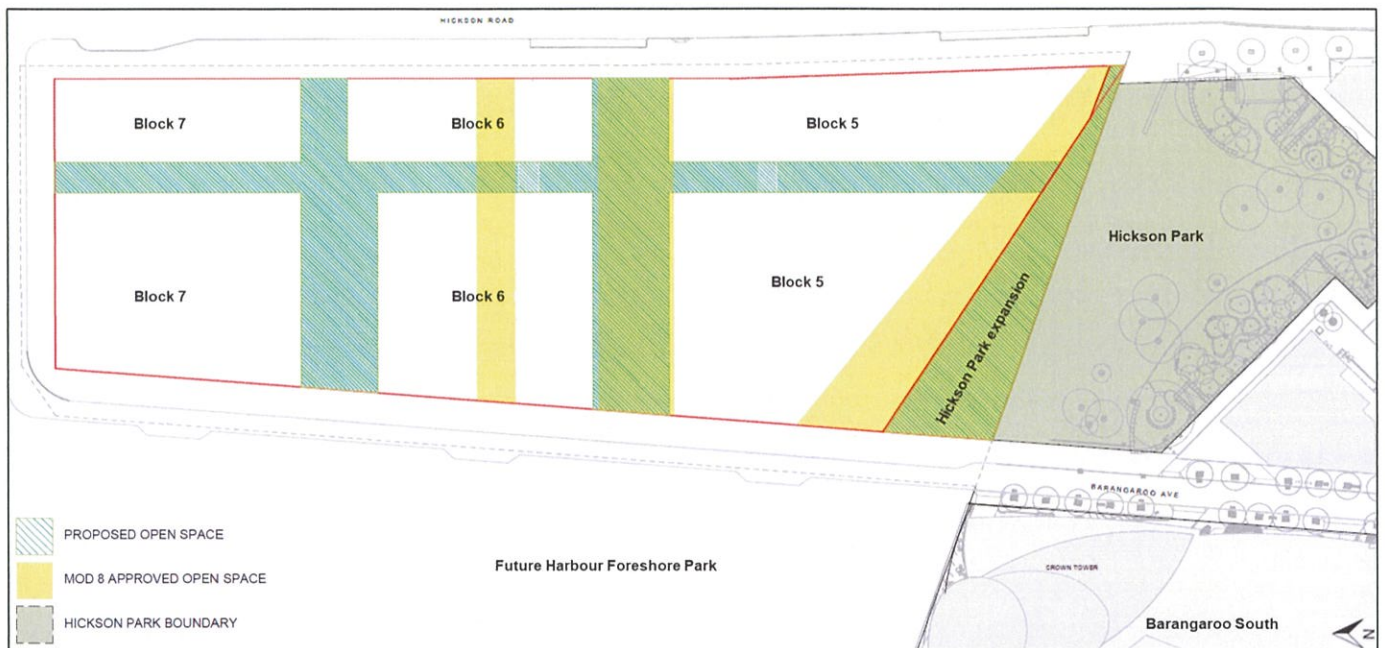 HICKSON ROAD
Block 7
Block 6
Block 5
Hickson Park
Block 7
Block 6
Block 5
Hickson Park expansion
BARANGAROO AVE
PROPOSED OPEN SPACE
MOD 8 APPROVED OPEN SPACE
HICKSON PARK BOUNDARY
Future Harbour Foreshore Park
CROWN TOWER
Barangaroo South
N